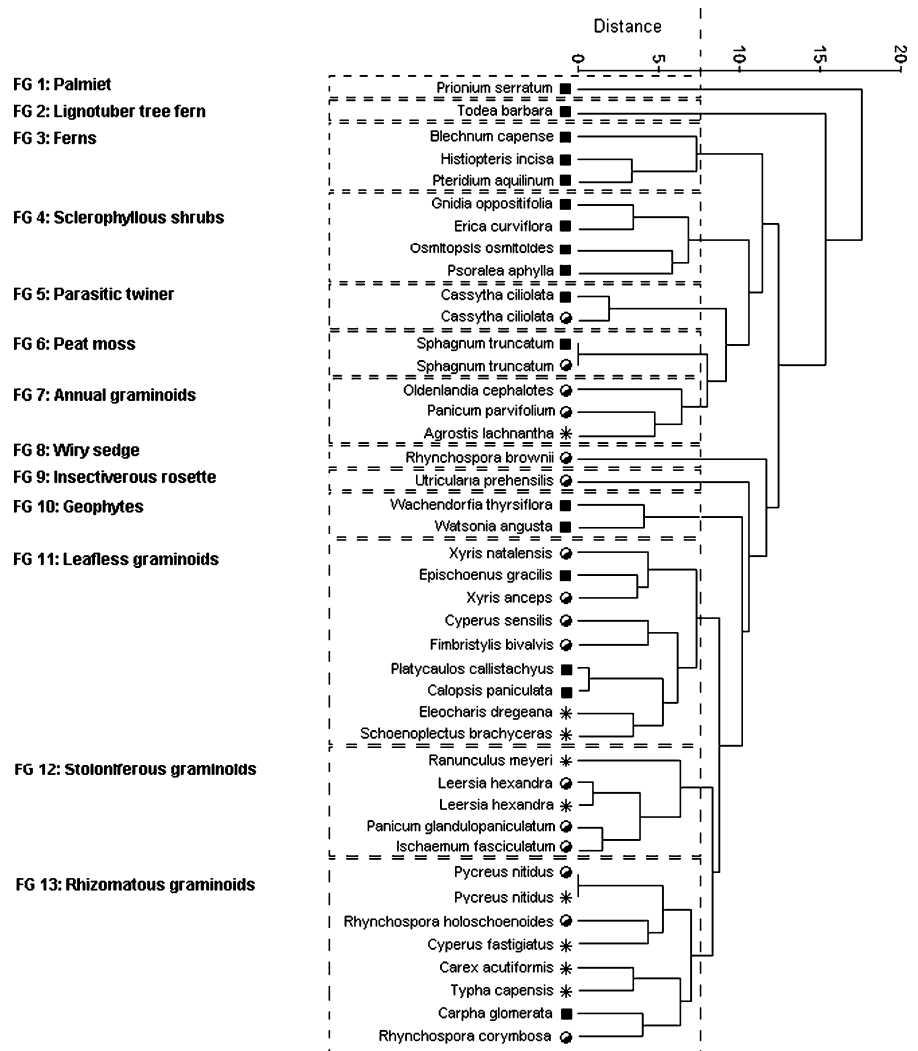 Distance
0 5 10 15 20
FG 1: Palmiet
Prionium serratum
FG 2: Lignotuber tree fern
Todea barbara
FG 3: Ferns
Blechnum capense
Histiopteris incisa
Pteridium aquilinum
FG 4: Sclerophyllous shrubs
Gnidia oppositifolia
Erica curviflora
Osmitopsis osmitoides
Psoralea aphylla
FG 5: Parasitic twiner
Cassytha ciliolata
Cassytha ciliolata
FG 6: Peat moss
Sphagnum truncatum
Sphagnum truncatum
FG 7: Annual graminoids
Oldenlandia cephalotes
Panicum parvifolium
Agrostis lachnantha
FG 8: Wiry sedge
Rhynchospora brownii
FG 9: Insectiverous rosette
Utricularia prehensilis
FG 10: Geophytes
Wachendorfia thyrsiflora
Watsonia angusta
FG 11: Leafless graminoids
Xyris natalensis
Epischoenus gracilis
Xyris anceps
Cyperus sensilis
Fimbristylis bivalvis
Platycaulos callistachyus
Calopsis paniculata
Eleocharis dregeana
Schoenoplectus brachyceras
FG 12: Stoloniferous graminoids
Ranunculus meyeri
Leersia hexandra
Leersia hexandra
Panicum glandulopaniculatum
Ischaemum fasciculatum
FG 13: Rhizomatous graminoids
Pycreus nitidus
Pycreus nitidus
Rhynchospora holoschoenoides
Cyperus fastigiatus
Carex acutiformis
Typha capensis
Carpha glomerata
Rhynchospora corymbosa